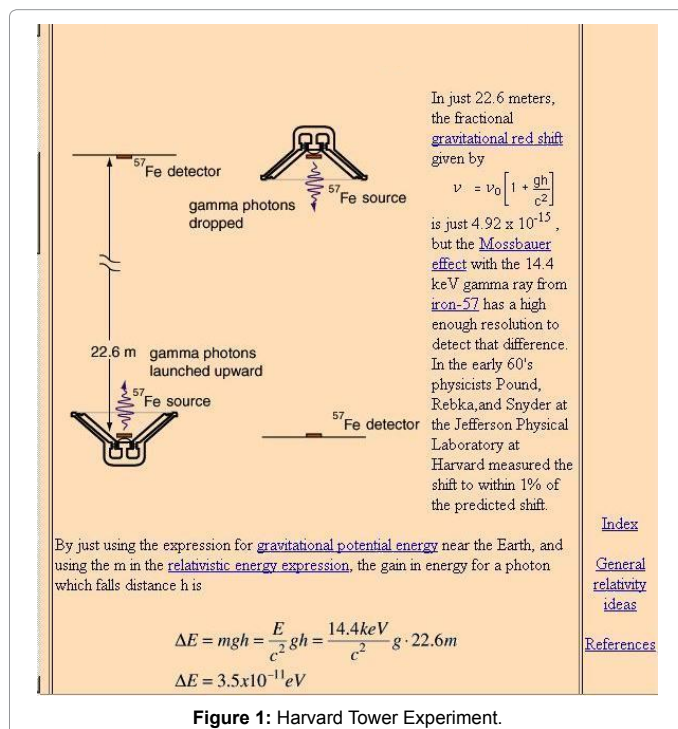 In just 22.6 meters,
the fractional
gravitational red shift
given by
ν = ν₀[1 + gh/c²]
is just 4.92 x 10⁻¹⁵ ,
but the Mossbauer
effect with the 14.4
keV gamma ray from
iron-57 has a high
enough resolution to
detect that difference.
In the early 60's
physicists Pound,
Rebka,and Snyder at
the Jefferson Physical
Laboratory at
Harvard measured the
shift to within 1% of
the predicted shift.
⁵⁷Fe detector
gamma photons
dropped
⁵⁷Fe source
22.6 m
gamma photons
launched upward
⁵⁷Fe source
⁵⁷Fe detector
By just using the expression for gravitational potential energy near the Earth, and
using the m in the relativistic energy expression, the gain in energy for a photon
which falls distance h is
ΔE = mgh = E/c² gh = 14.4keV/c² g · 22.6m
ΔE = 3.5x10⁻¹¹eV
Index
General
relativity
ideas
References
Figure 1: Harvard Tower Experiment.